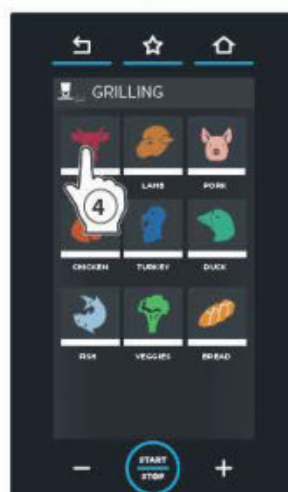 GRILLING
LAMB
PORK
4
CHICKEN
TURKEY
DUCK
FISH
VEGGIES
BREAD
START
STOP